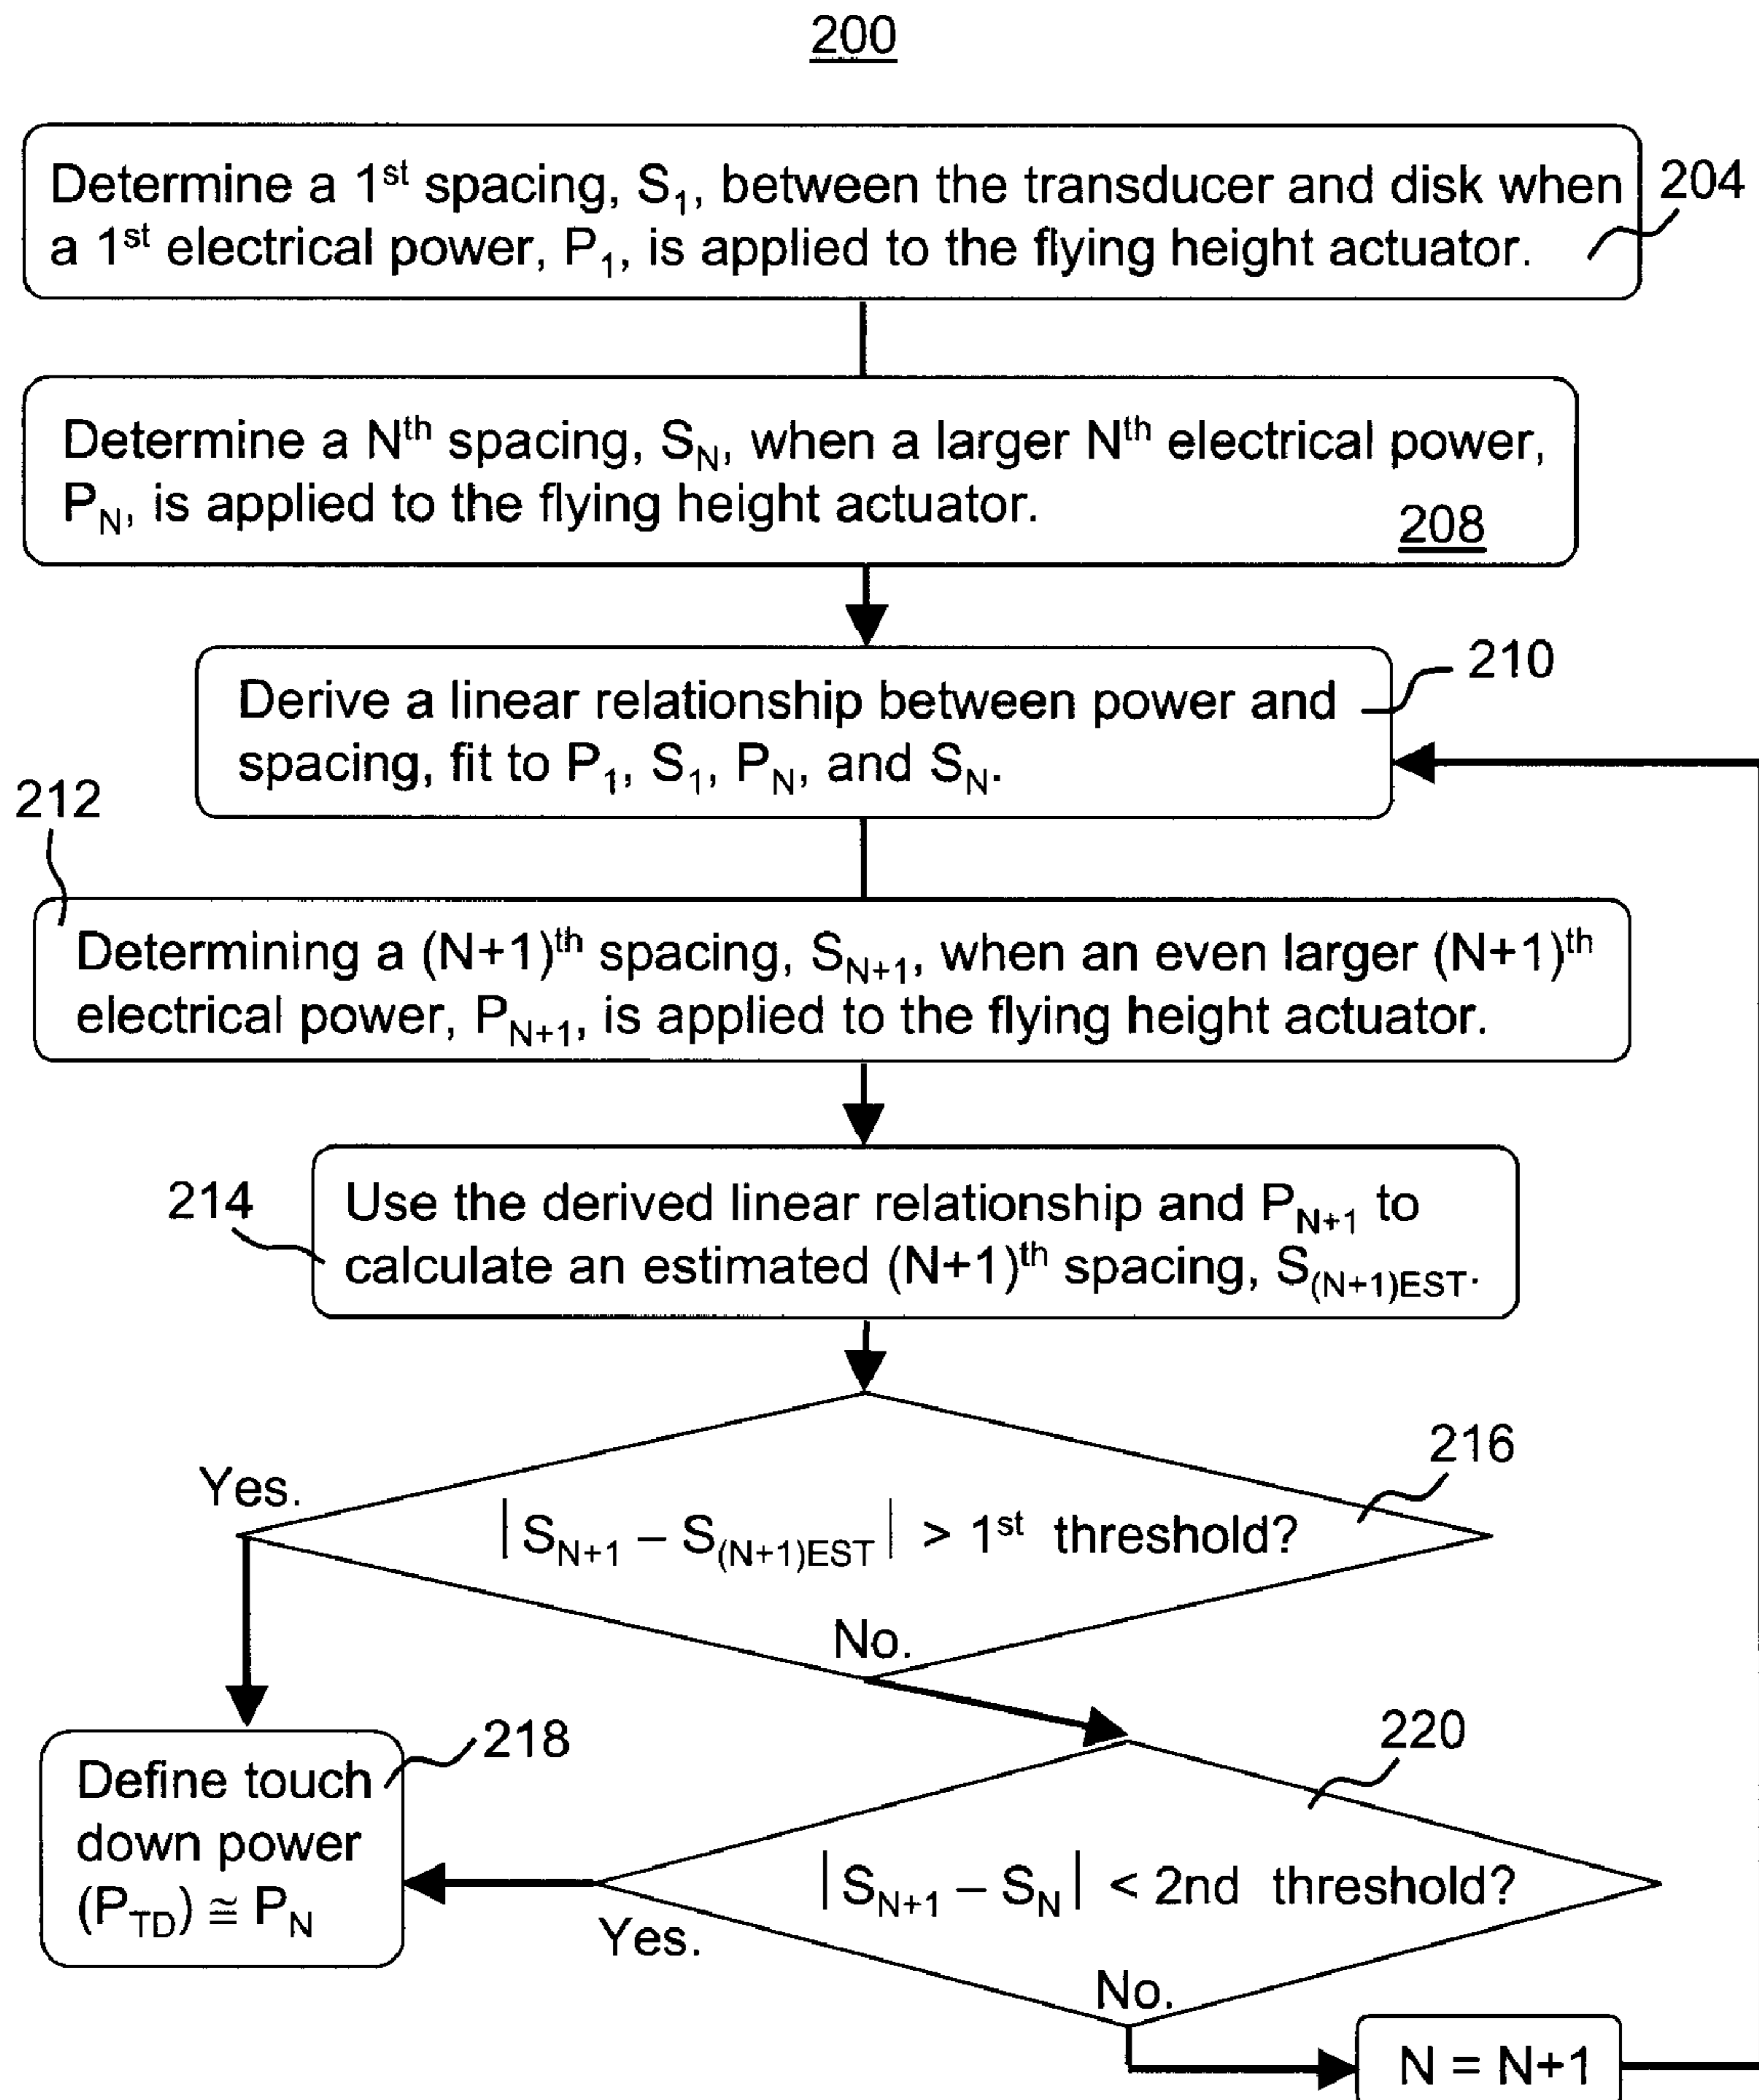 200
Determine a 1st spacing, S1, between the transducer and disk when
a 1st electrical power, P1, is applied to the flying height actuator.
204
Determine a Nth spacing, SN, when a larger Nth electrical power,
PN, is applied to the flying height actuator.
208
210
Derive a linear relationship between power and
spacing, fit to P1, S1, PN, and SN.
212
Determining a (N+1)th spacing, SN+1, when an even larger (N+1)th
electrical power, PN+1, is applied to the flying height actuator.
214
Use the derived linear relationship and PN+1 to
calculate an estimated (N+1)th spacing, S(N+1)EST.
216
Yes.
|SN+1 – S(N+1)EST| > 1st threshold?
No.
218
Define touch
down power
(PTD) ≅ PN
220
|SN+1 – SN| < 2nd threshold?
Yes.
No.
N = N+1